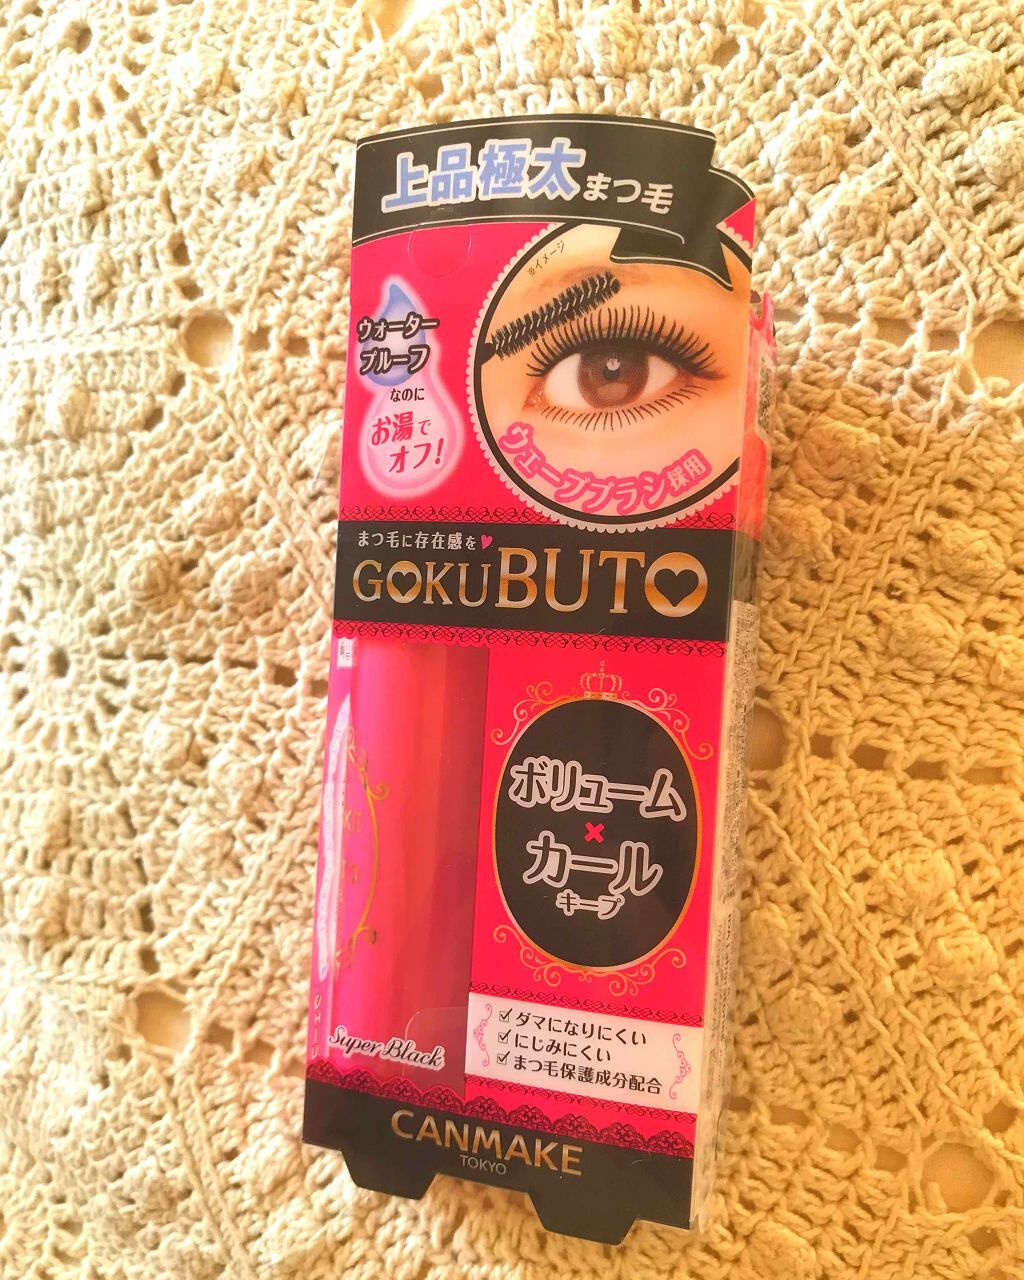 上品極太まつ毛
※イメージ
ウォーター
プルーフ
なのに
お湯で
オフ!
ウェーブブラシ採用
まつ毛に存在感を
GOKUBUTO
ボリューム
×
カール
キープ
ダマになりにくい
にじみにくい
まつ毛保護成分配合
Super Black
CANMAKE
TOKYO